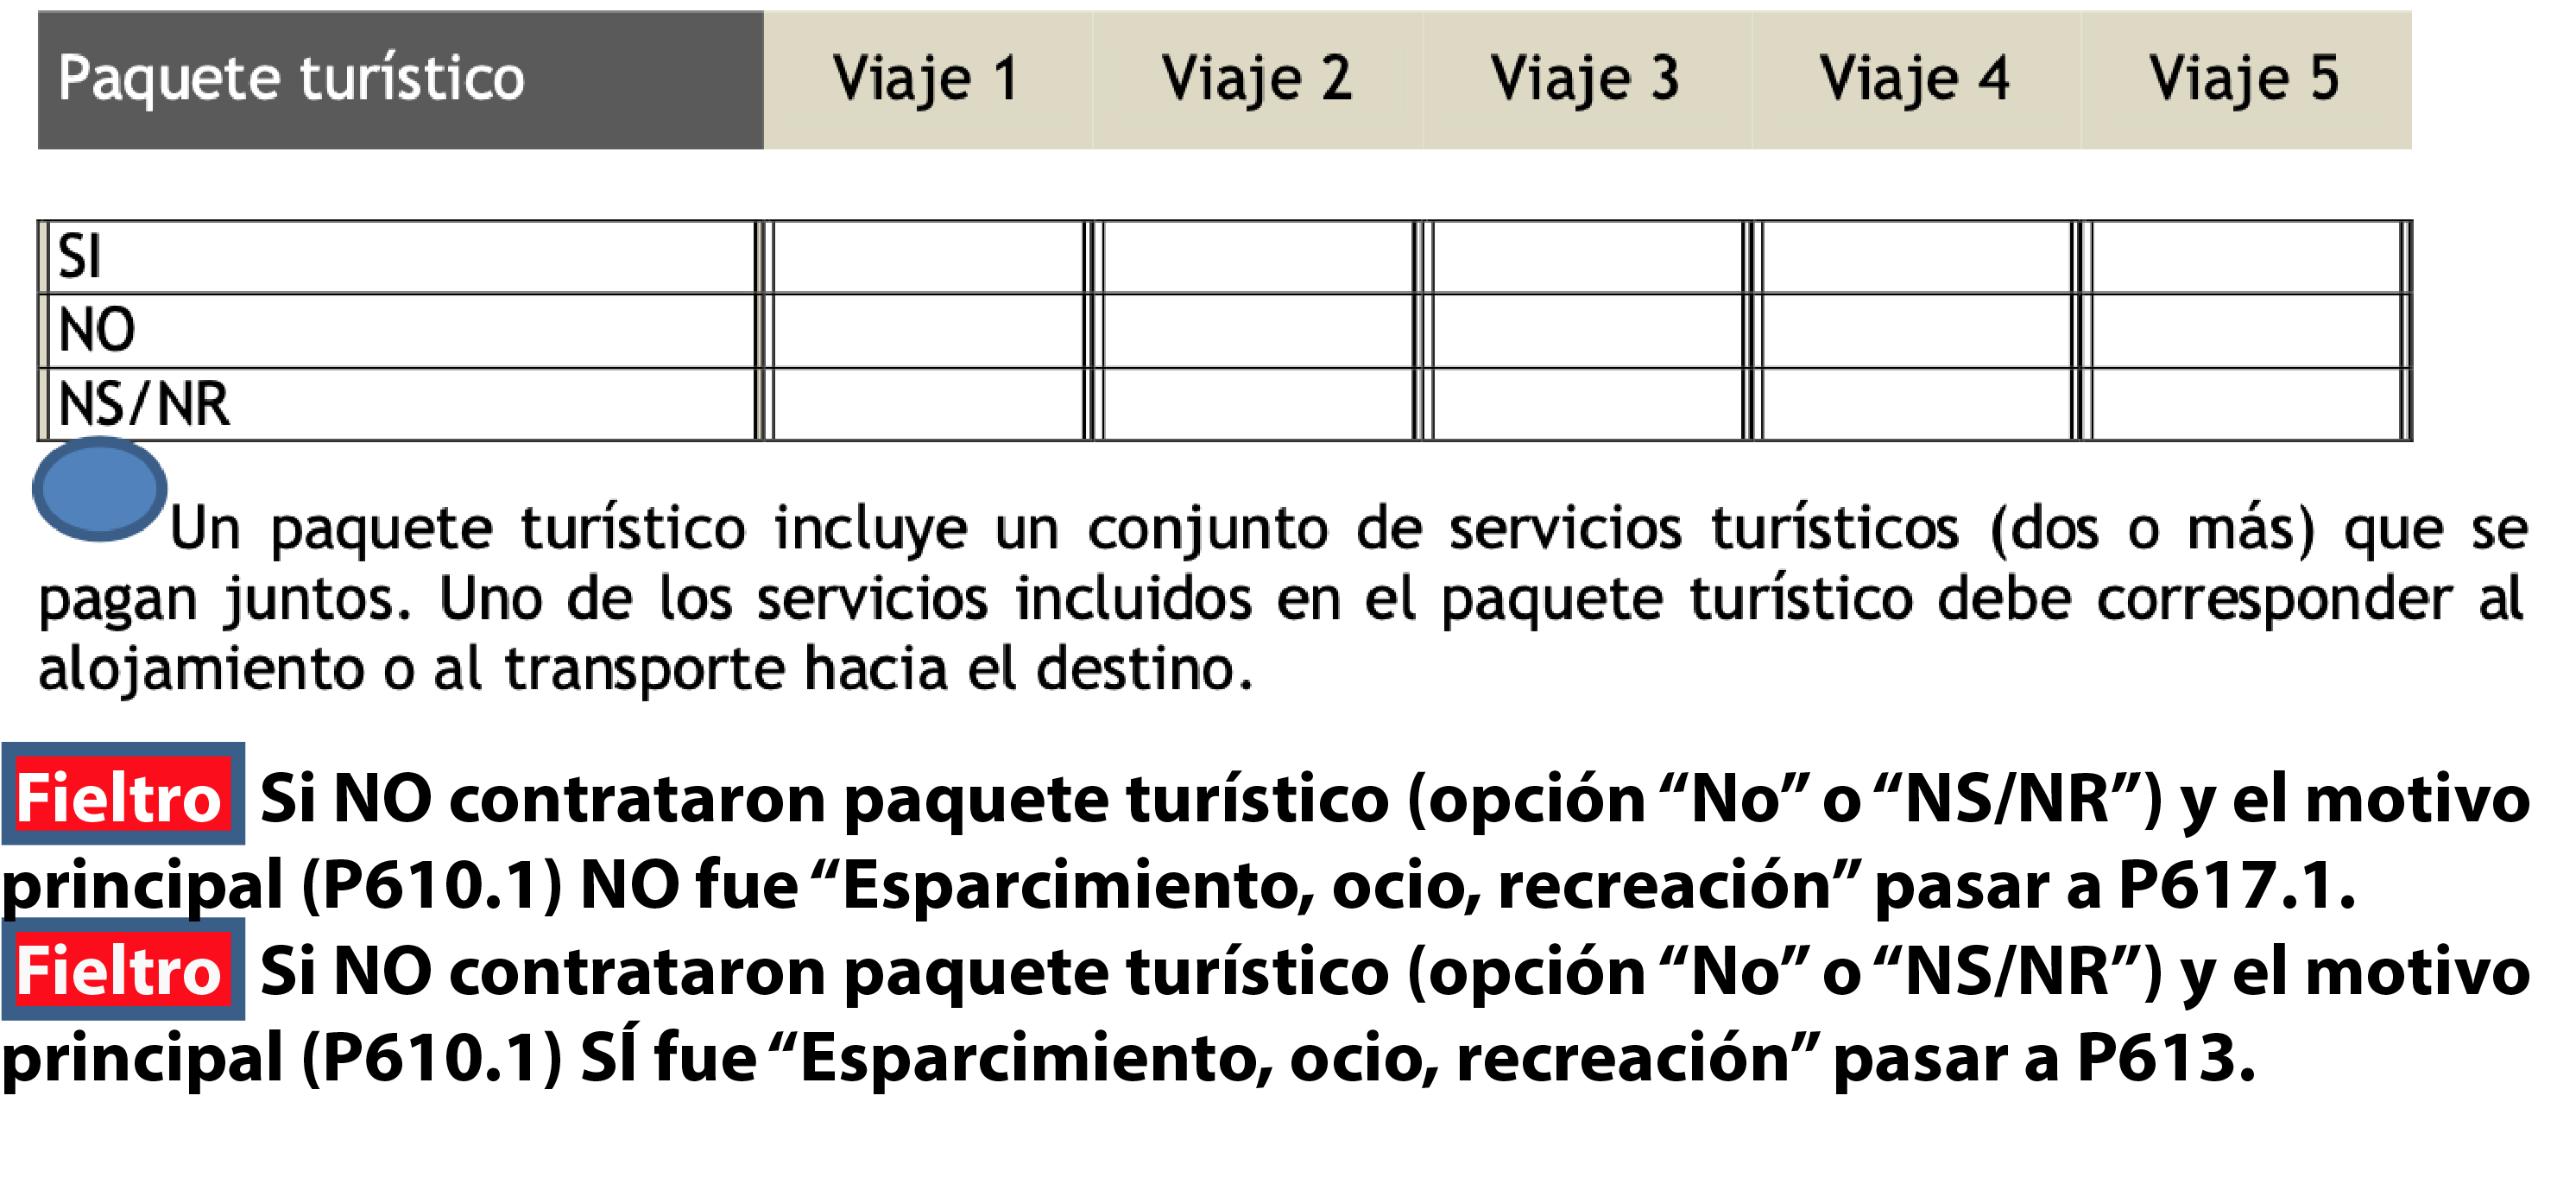 Paquete turístico Viaje 1 Viaje 2 Viaje 3 Viaje 4 Viaje 5
SI
NO
NS/NR
Un paquete turístico incluye un conjunto de servicios turísticos (dos o más) que se
pagan juntos. Uno de los servicios incluidos en el paquete turístico debe corresponder al
alojamiento o al transporte hacia el destino.
Fieltro Si NO contrataron paquete turístico (opción “No” o “NS/NR”) y el motivo
principal (P610.1) NO fue “Esparcimiento, ocio, recreación” pasar a P617.1.
Fieltro Si NO contrataron paquete turístico (opción “No” o “NS/NR”) y el motivo
principal (P610.1) SÍ fue “Esparcimiento, ocio, recreación” pasar a P613.